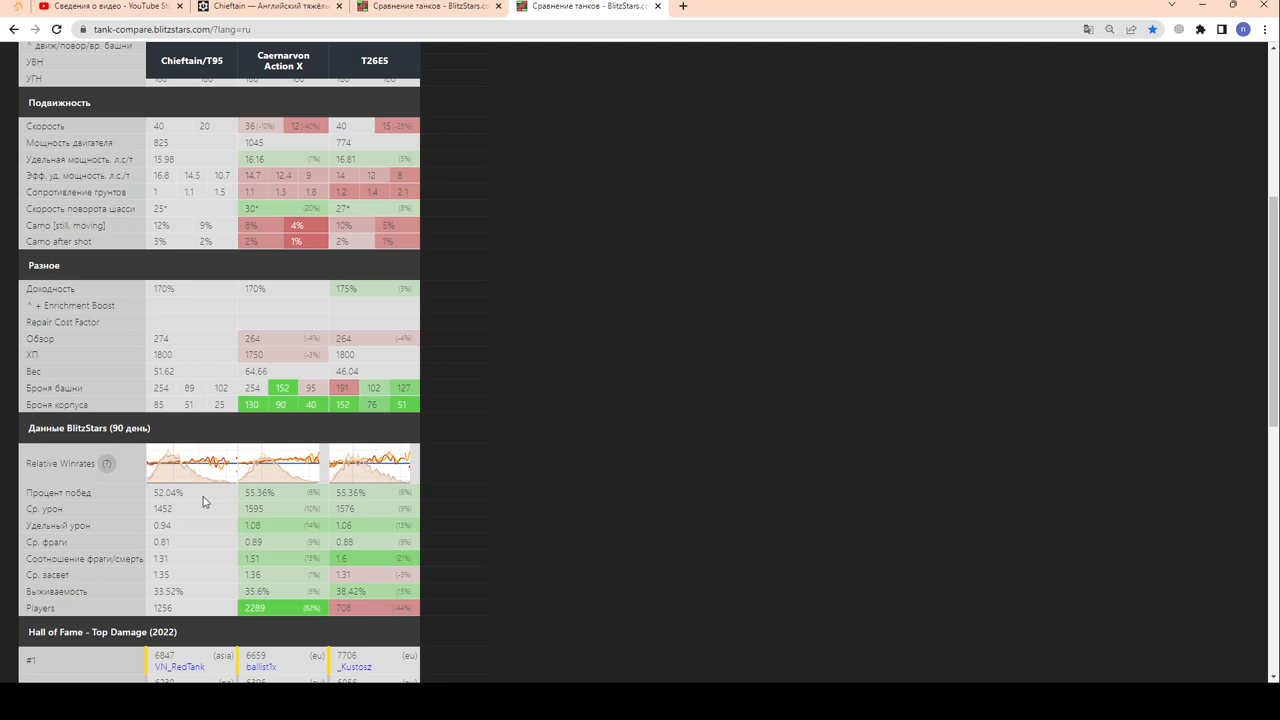 Сведения о видео - YouTube St
Chieftain — Английский тяжёлы
Сравнение танков - BlitzStars.co
Сравнение танков - BlitzStars.co
tank-compare.blitzstars.com/?lang=ru
^ движ/повор/вр. башни
УВН
УГН
Chieftain/T95
Caernarvon
Action X
T26E5
Подвижность
Скорость 40 20 36 (-10%) 12 (-40%) 40 15 (-25%)
Мощность двигателя 825 1045 774
Удельная мощность. л.с/т 15.98 16.16 (1%) 16.81 (5%)
Эфф. уд. мощность. л.с./т 16.8 14.5 10.7 14.7 12.4 9 14 12 8
Сопротивление грунтов 1 1.1 1.5 1.1 1.3 1.8 1.2 1.4 2.1
Скорость поворота шасси 25* 30* (20%) 27* (8%)
Camo [still. moving] 12% 9% 8% 4% 10% 5%
Camo after shot 3% 2% 2% 1% 2% 1%
Разное
Доходность 170% 170% 175% (3%)
^ + Enrichment Boost
Repair Cost Factor
Обзор 274 264 (-4%) 264 (-4%)
ХП 1800 1750 (-3%) 1800
Вес 51.62 64.66 46.04
Броня башни 254 89 102 254 152 95 191 102 127
Броня корпуса 85 51 25 130 90 40 152 76 51
Данные BlitzStars (90 день)
Relative Winrates (?)
Процент побед 52.04% 55.36% (6%) 55.36% (6%)
Ср. урон 1452 1595 (10%) 1576 (9%)
Удельный урон 0.94 1.08 (14%) 1.06 (13%)
Ср. фраги 0.81 0.89 (9%) 0.88 (9%)
Соотношение фраги/смерть 1.31 1.51 (15%) 1.6 (21%)
Ср. засвет 1.35 1.36 (1%) 1.31 (-3%)
Выживаемость 33.52% 35.6% (6%) 38.42% (15%)
Players 1256 2289 (82%) 708 (-44%)
Hall of Fame - Top Damage (2022)
#1 6847 (asia) 6659 (eu) 7706 (eu)
VN_RedTank ballist1x _Kustosz